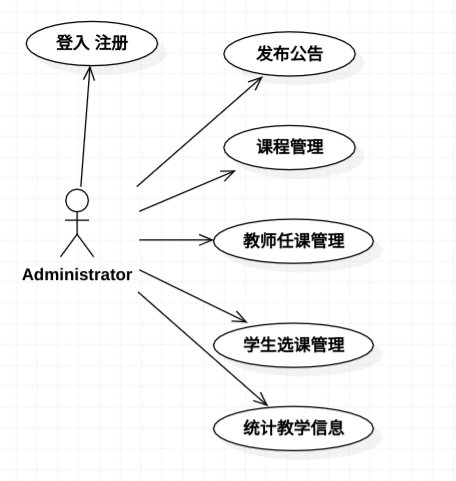 登入 注册
发布公告
课程管理
教师任课管理
Administrator
学生选课管理
统计教学信息